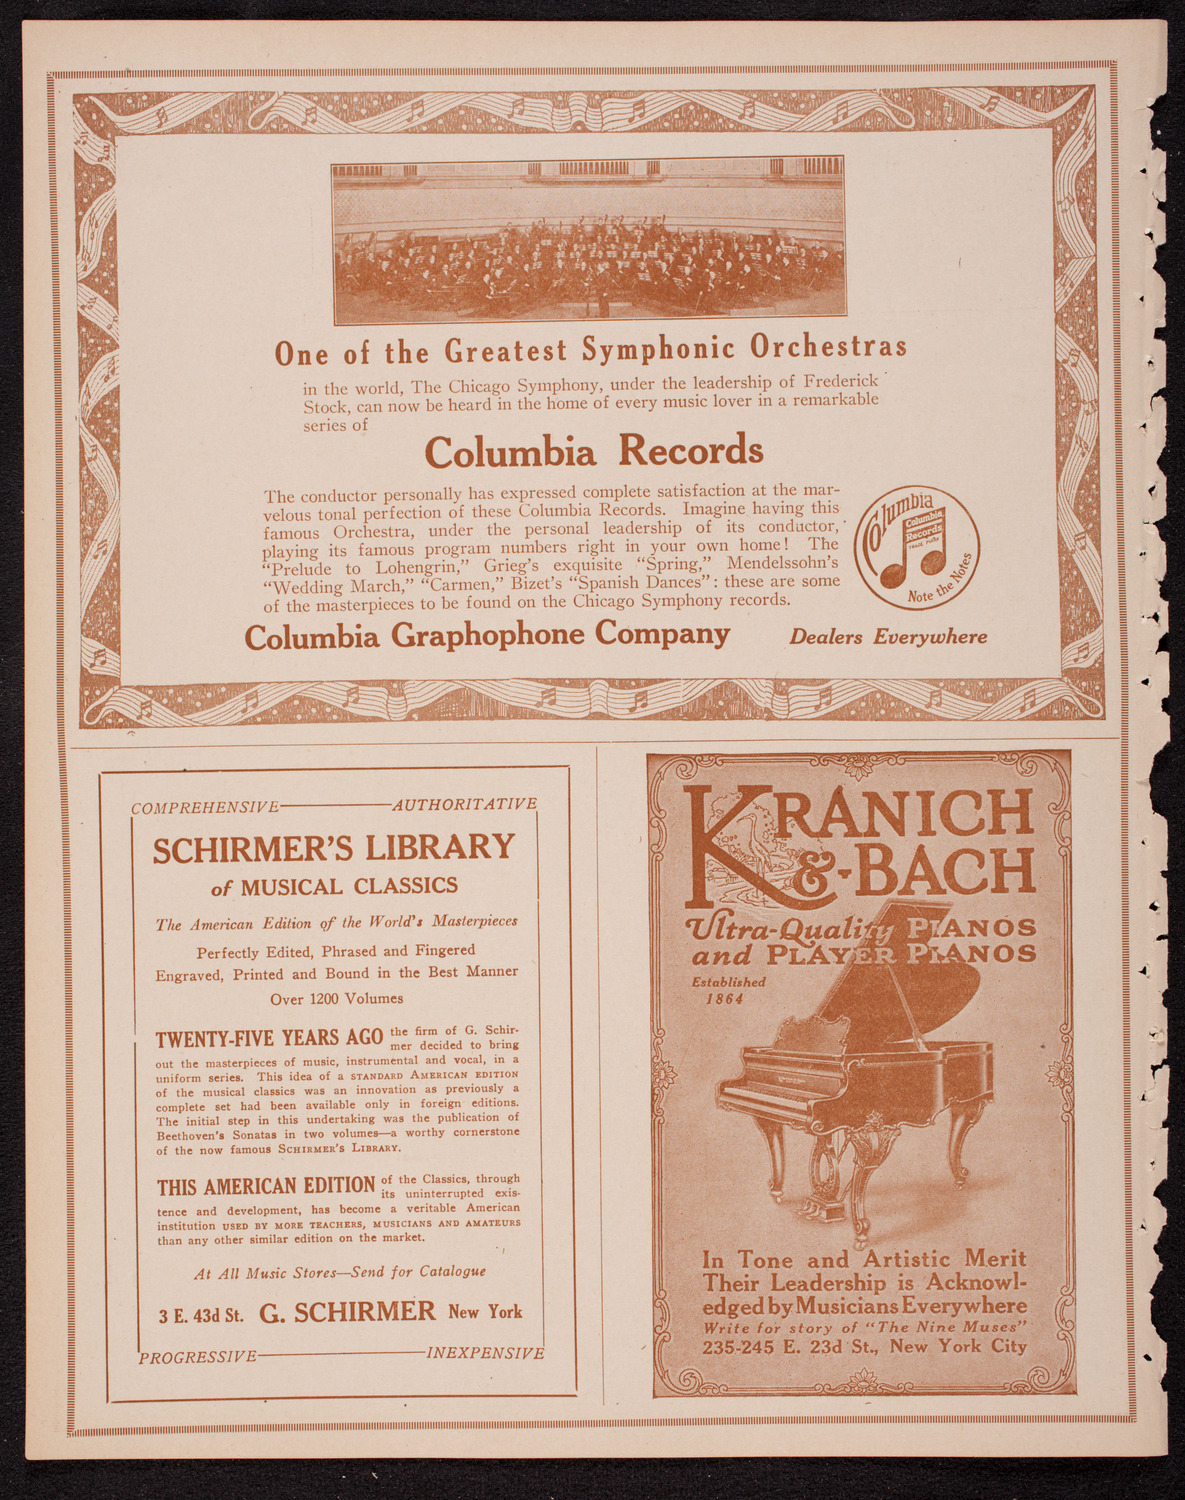 One of the Greatest Symphonic Orchestras
in the world, The Chicago Symphony, under the leadership of Frederick
Stock, can now be heard in the home of every music lover in a remarkable
series of
Columbia Records
The conductor personally has expressed complete satisfaction at the mar-
velous tonal perfection of these Columbia Records. Imagine having this
famous Orchestra, under the personal leadership of its conductor,
playing its famous program numbers right in your own home! The
"Prelude to Lohengrin," Grieg's exquisite "Spring," Mendelssohn's
"Wedding March," "Carmen," Bizet's "Spanish Dances": these are some
of the masterpieces to be found on the Chicago Symphony records.
Columbia
Columbia
Records
TRADE MARK
Note the Notes
Columbia Graphophone Company Dealers Everywhere
COMPREHENSIVE AUTHORITATIVE
SCHIRMER'S LIBRARY
of MUSICAL CLASSICS
The American Edition of the World's Masterpieces
Perfectly Edited, Phrased and Fingered
Engraved, Printed and Bound in the Best Manner
Over 1200 Volumes
TWENTY-FIVE YEARS AGO the firm of G. Schir-
mer decided to bring
out the masterpieces of music, instrumental and vocal, in a
uniform series. This idea of a STANDARD AMERICAN EDITION
of the musical classics was an innovation as previously a
complete set had been available only in foreign editions.
The initial step in this undertaking was the publication of
Beethoven's Sonatas in two volumes—a worthy cornerstone
of the now famous SCHIRMER'S LIBRARY.
THIS AMERICAN EDITION of the Classics, through
its uninterrupted exis-
tence and development, has become a veritable American
institution USED BY MORE TEACHERS, MUSICIANS AND AMATEURS
than any other similar edition on the market.
At All Music Stores—Send for Catalogue
3 E. 43d St. G. SCHIRMER New York
PROGRESSIVE INEXPENSIVE
KRANICH
&-BACH
Ultra-Quality PIANOS
and PLAYER PIANOS
Established
1864
In Tone and Artistic Merit
Their Leadership is Acknowl-
edged by Musicians Everywhere
Write for story of "The Nine Muses"
235-245 E. 23d St., New York City